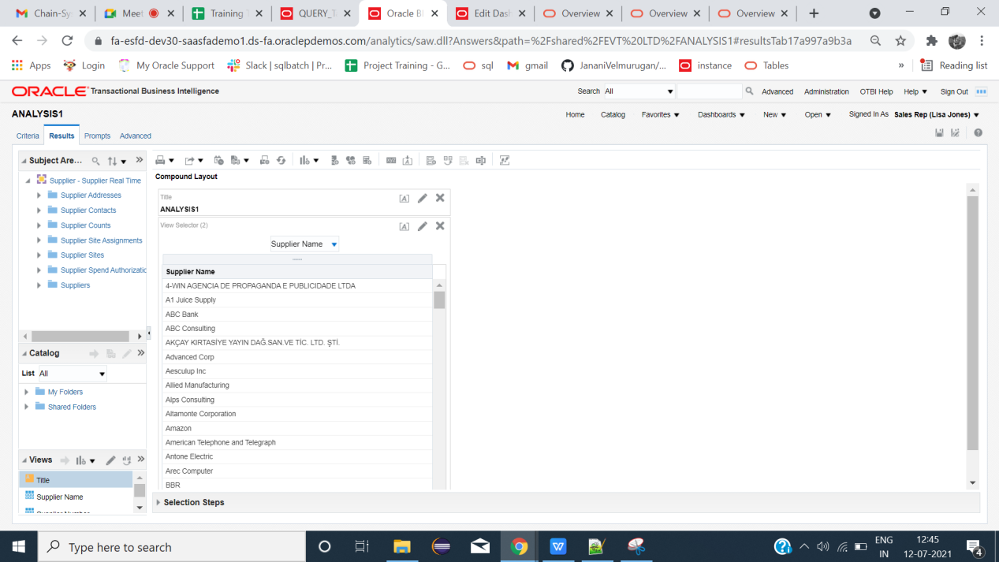 Chain-Sy
Meet
Training T
QUERY_T
Oracle BI
Edit Dash
Overview
Overview
Overview
fa-esfd-dev30-saasfademo1.ds-fa.oraclepdemos.com/analytics/saw.dll?Answers&path=%2Fshared%2FEVT%20LTD%2FANALYSIS1#resultsTab17a997a9b3a
Apps
Login
My Oracle Support
Slack | sqlbatch | Pr...
Project Training - G...
sql
gmail
JananiVelmurugan/...
instance
Tables
»
Reading list
ORACLE Transactional Business Intelligence
Search All
Advanced
Administration
OTBI Help
Help
Sign Out
ANALYSIS1
Home
Catalog
Favorites
Dashboards
New
Open
Signed In As Sales Rep (Lisa Jones)
Criteria
Results
Prompts
Advanced
Subject Are...
Supplier - Supplier Real Time
Supplier Addresses
Supplier Contacts
Supplier Counts
Supplier Site Assignments
Supplier Sites
Supplier Spend Authorizatic
Suppliers
Catalog
List All
My Folders
Shared Folders
Views
Title
Supplier Name
Compound Layout
Title
ANALYSIS1
View Selector (2)
Supplier Name
Supplier Name
4-WIN AGENCIA DE PROPAGANDA E PUBLICIDADE LTDA
A1 Juice Supply
ABC Bank
ABC Consulting
AKÇAY KIRTASİYE YAYIN DAĞ.SAN.VE TİC. LTD. ŞTİ.
Advanced Corp
Aesculup Inc
Allied Manufacturing
Alps Consulting
Altamonte Corporation
Amazon
American Telephone and Telegraph
Antone Electric
Arec Computer
BBR
Selection Steps
Type here to search
ENG
IN
12:45
12-07-2021
4